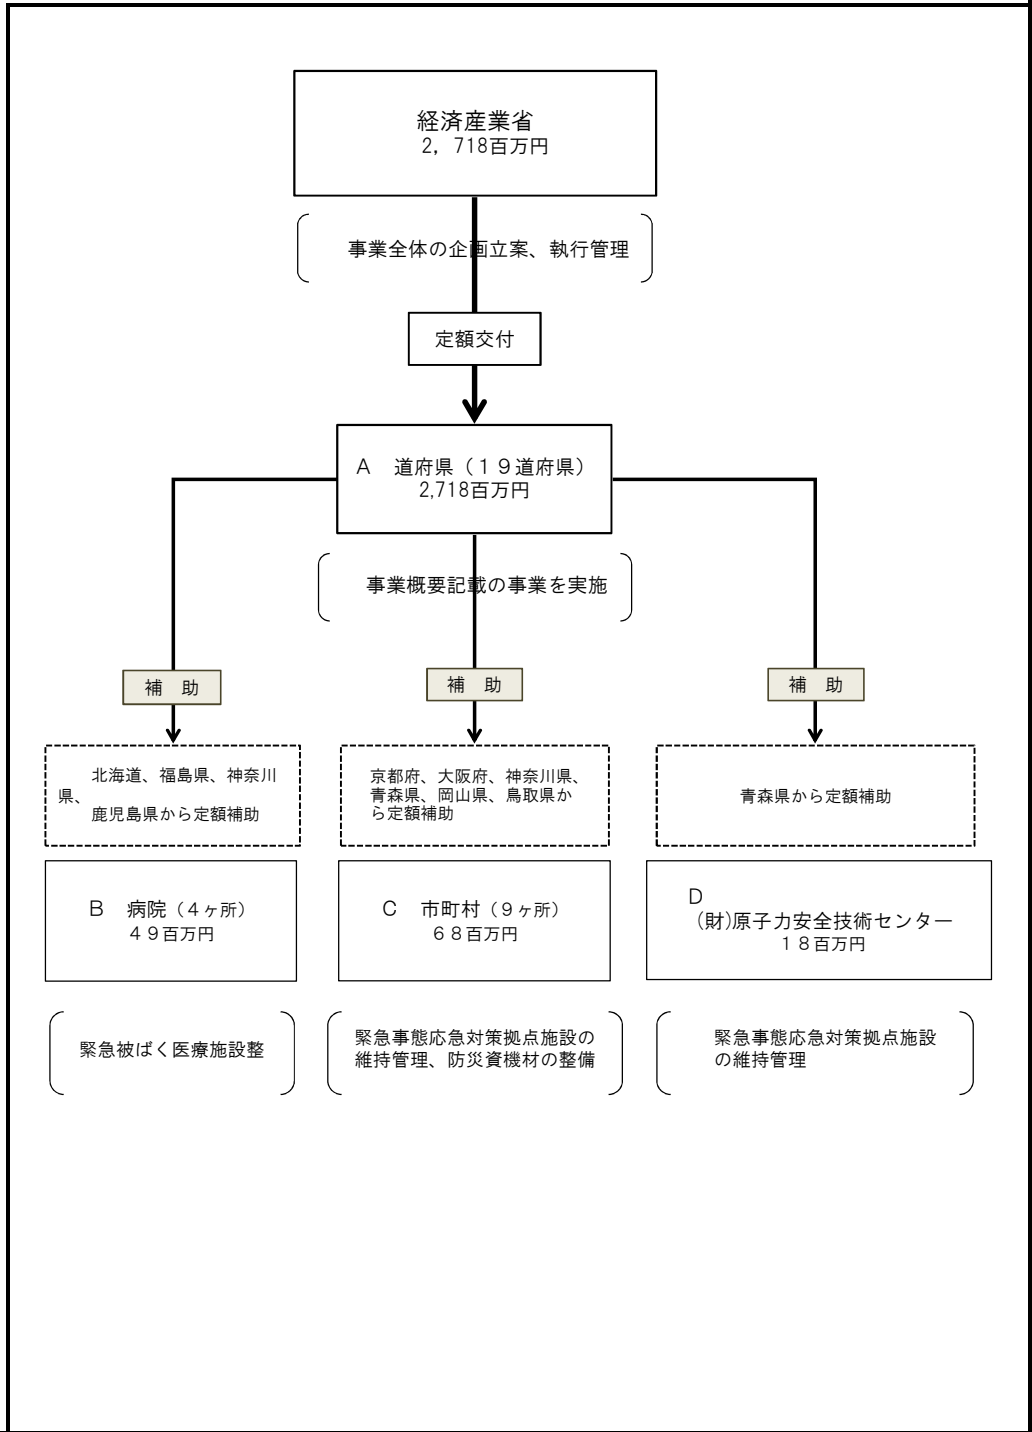 経済産業省
2，718百万円
事業全体の企画立案、執行管理
定額交付
A　道府県（１９道府県）
2,718百万円
事業概要記載の事業を実施
補　助
補　助
補　助
北海道、福島県、神奈川
県、
鹿児島県から定額補助
京都府、大阪府、神奈川県、
青森県、岡山県、鳥取県か
ら定額補助
青森県から定額補助
B　病院（４ヶ所）
４９百万円
C　市町村（９ヶ所）
６８百万円
D
(財)原子力安全技術センター
１８百万円
緊急被ばく医療施設整
緊急事態応急対策拠点施設の
維持管理、防災資機材の整備
緊急事態応急対策拠点施設
の維持管理